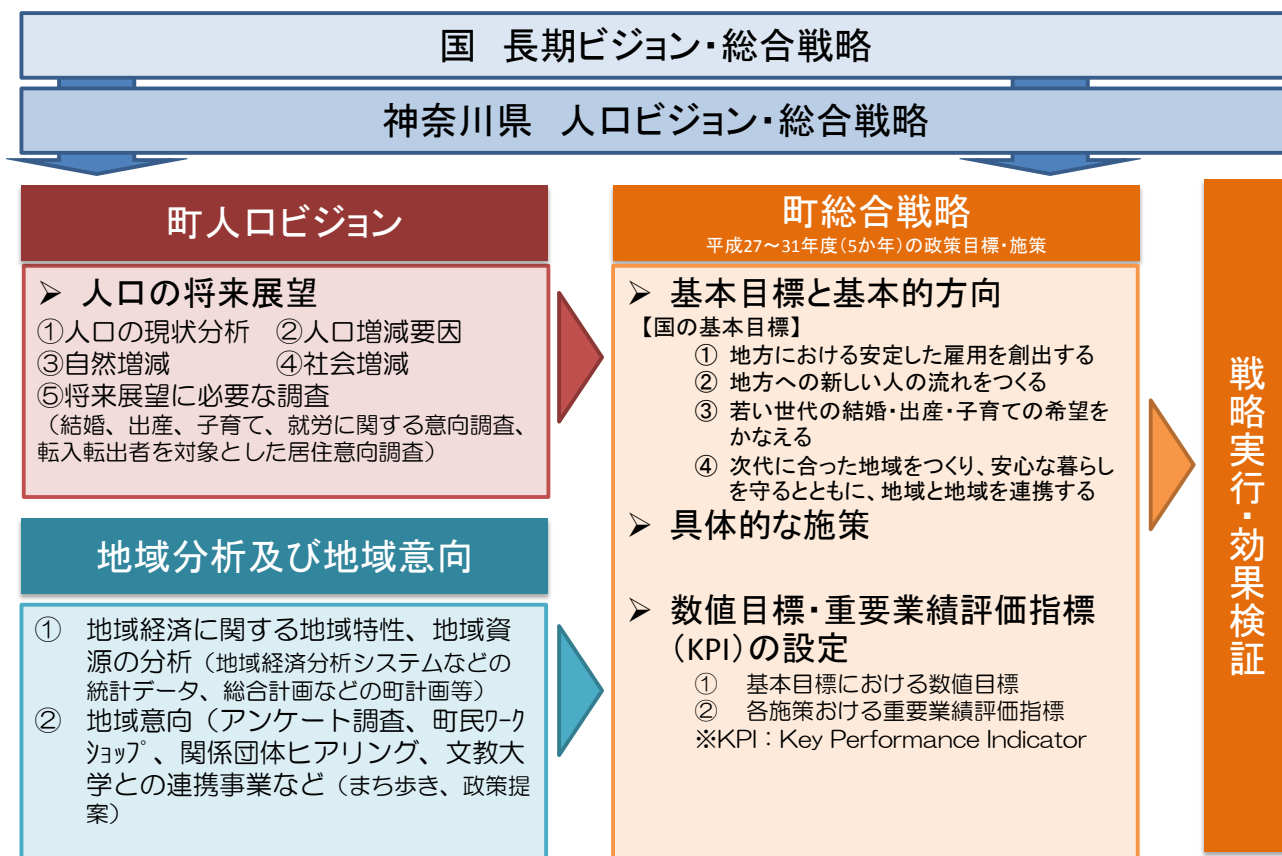 国 長期ビジョン・総合戦略
神奈川県 人口ビジョン・総合戦略
町人口ビジョン
➢ 人口の将来展望
①人口の現状分析 ②人口増減要因
③自然増減 ④社会増減
⑤将来展望に必要な調査
（結婚、出産、子育て、就労に関する意向調査、
転入転出者を対象とした居住意向調査）
地域分析及び地域意向
① 地域経済に関する地域特性、地域資
源の分析（地域経済分析システムなどの
統計データ、総合計画などの町計画等）
② 地域意向（アンケート調査、町民ﾜｰｸ
ｼｮｯﾌﾟ、関係団体ヒアリング、文教大
学との連携事業など（まち歩き、政策提
案）
町総合戦略
平成27～31年度（5か年）の政策目標・施策
➢ 基本目標と基本的方向
【国の基本目標】
① 地方における安定した雇用を創出する
② 地方への新しい人の流れをつくる
③ 若い世代の結婚・出産・子育ての希望を
かなえる
④ 次代に合った地域をつくり、安心な暮らし
を守るとともに、地域と地域を連携する
➢ 具体的な施策
➢ 数値目標・重要業績評価指標
（KPI）の設定
① 基本目標における数値目標
② 各施策おける重要業績評価指標
※KPI：Key Performance Indicator
戦略実行・効果検証